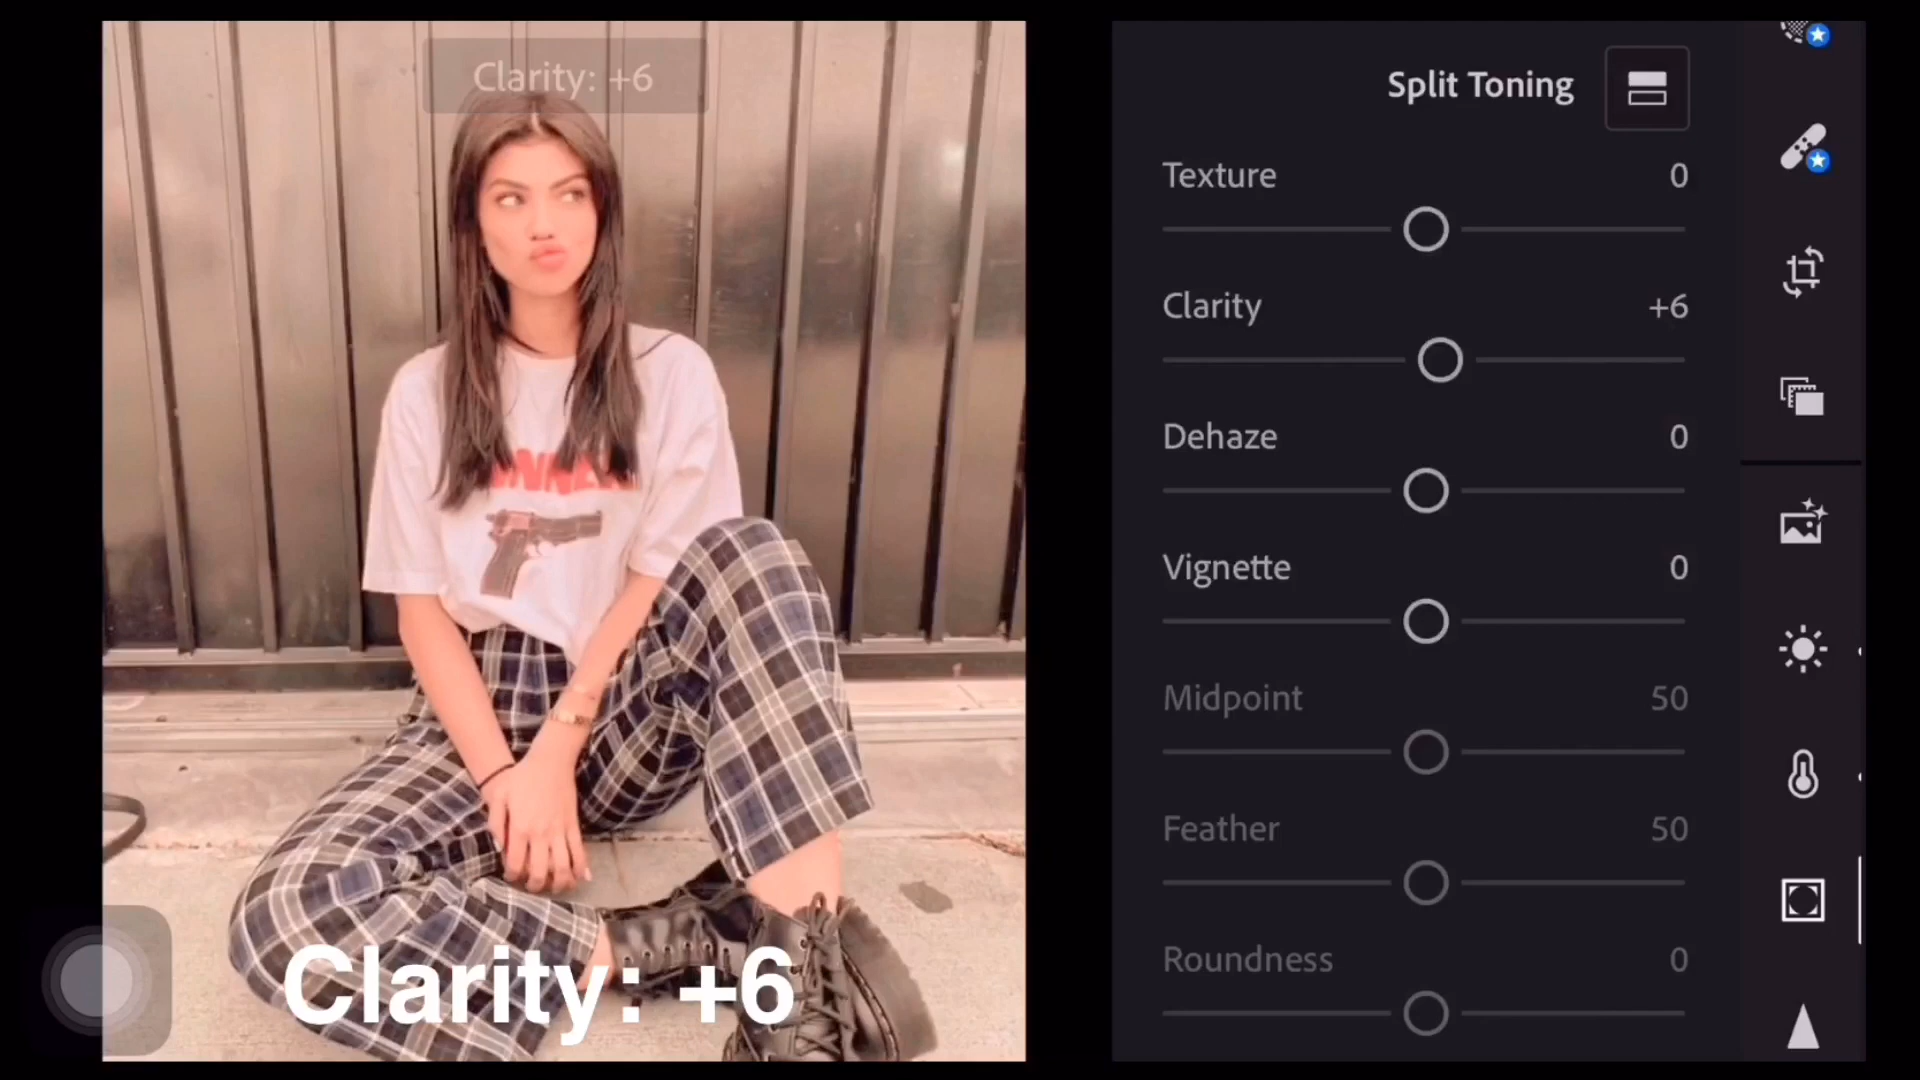 Clarity: +6
Clarity: +6
Split Toning
Texture 0
Clarity +6
Dehaze 0
Vignette 0
Midpoint 50
Feather 50
Roundness 0